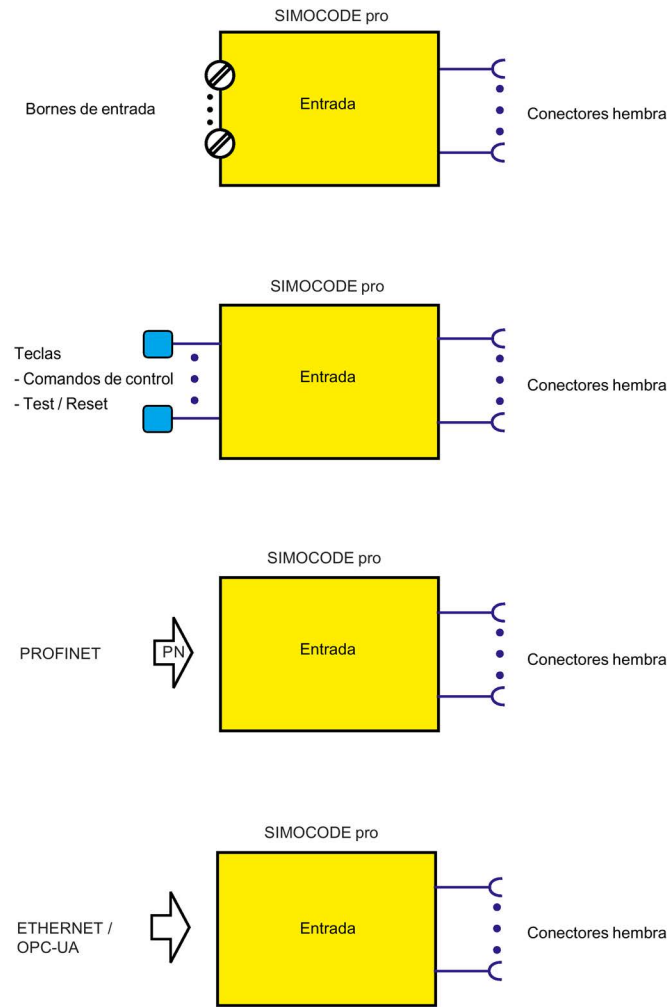 SIMOCODE pro
Bornes de entrada
Entrada
Conectores hembra
SIMOCODE pro
Teclas
- Comandos de control
- Test / Reset
Entrada
Conectores hembra
SIMOCODE pro
PROFINET
PN
Entrada
Conectores hembra
SIMOCODE pro
ETHERNET /
OPC-UA
Entrada
Conectores hembra